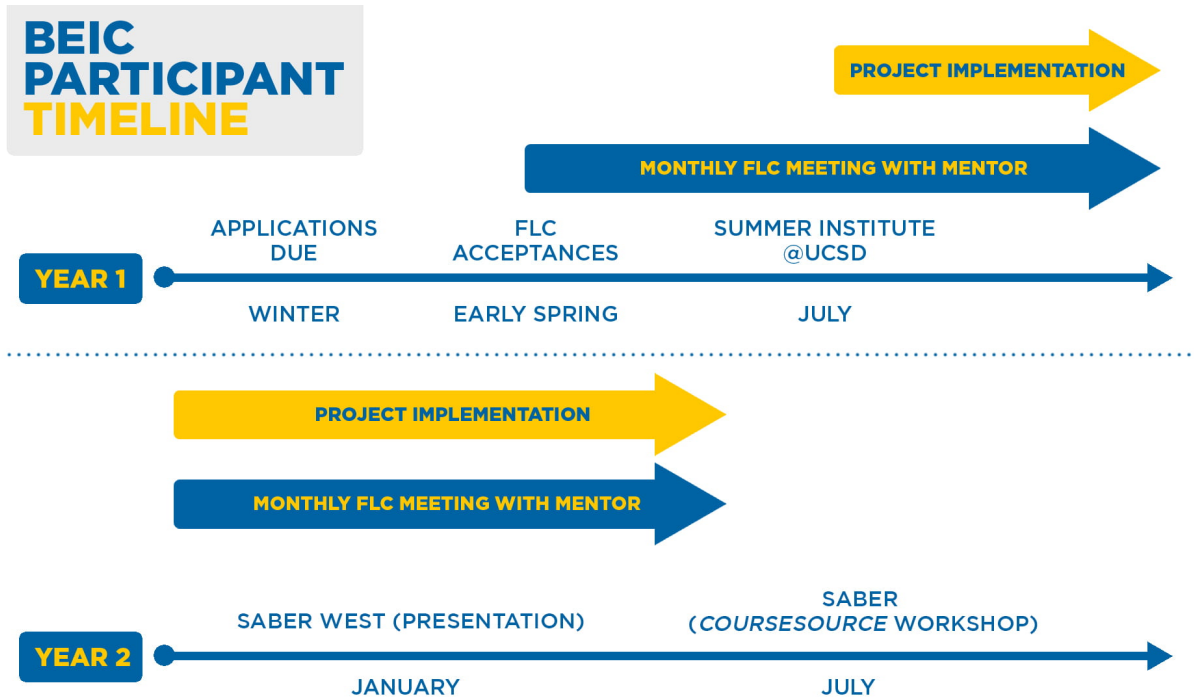 BEIC
PARTICIPANT
TIMELINE
PROJECT IMPLEMENTATION
MONTHLY FLC MEETING WITH MENTOR
APPLICATIONS
DUE
FLC
ACCEPTANCES
SUMMER INSTITUTE
@UCSD
YEAR 1
WINTER
EARLY SPRING
JULY
PROJECT IMPLEMENTATION
MONTHLY FLC MEETING WITH MENTOR
SABER WEST (PRESENTATION)
SABER
(COURSESOURCE WORKSHOP)
YEAR 2
JANUARY
JULY